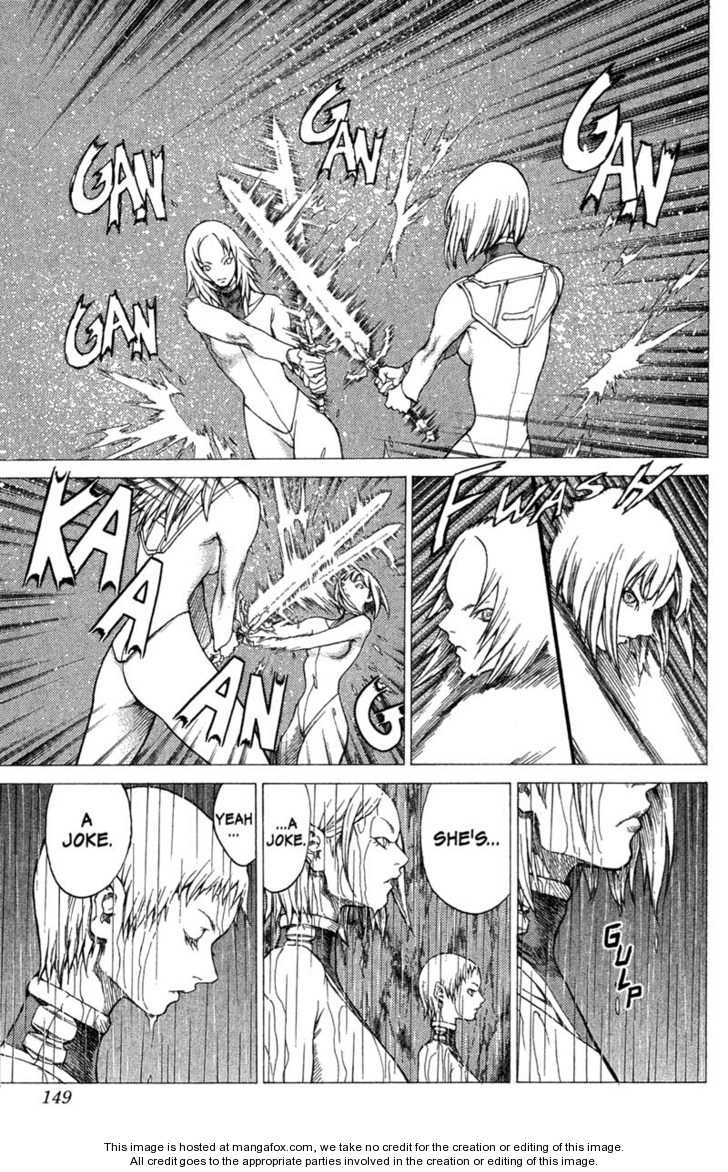 GAN
GAN
GAN
GAN
FWASH
KAAANG
GULP
SHE'S...
...A
JOKE.
YEAH
...
A
JOKE.
149
This image is hosted at mangafox.com, we take no credit for the creation or editing of this image.
All credit goes to the appropriate parties involved in the creation or editing of this image.